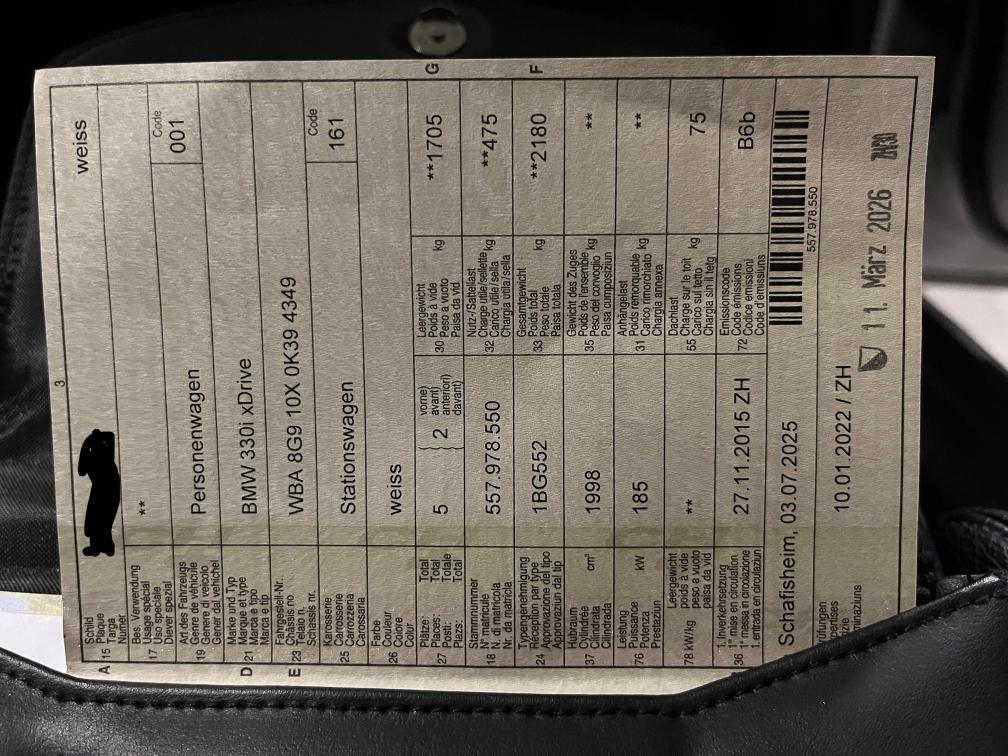 3
A 15 Schild
Plaque
Targa
Numer
weiss
17 Bes. Verwendung
Usage spécial
Uso speciale
Diever spezial
**
19 Art des Fahrzeugs
Genre de véhicule
Genere di veicolo
Gener dal vehichel
Personenwagen
Code
001
D 21 Marke und Typ
Marque et type
Marca e tipo
Marca e tip
BMW 330i xDrive
E 23 Fahrgestell-Nr.
Châssis no
Telaio n.
Schassis nr.
WBA 8G9 10X 0K39 4349
25 Karosserie
Carrosserie
Carrozzeria
Carossaria
Stationswagen
Code
161
26 Farbe
Couleur
Colore
Colur
weiss
27 Plätze: Total
Places: Total
Posti: Totale
Plazs: Total
5
2
vorne)
avant)
anteriori)
davant)
30 Leergewicht
Poids à vide
Peso a vuoto
Paisa da vid
kg
**1705
G
18 Stammnummer
N° matricule
N. di matricola
Nr. da matricla
557.978.550
32 Nutz-/Sattellast
Charge utile/sellette
Carico utile/sella
Chargia utila/sella
kg
**475
24 Typengenehmigung
Réception par type
Approvazione del tipo
Approvaziun dal tip
1BG552
33 Gesamtgewicht
Poids total
Peso totale
Paisa totala
kg
**2180
F
37 Hubraum
Cylindrée
Cilindrata
Cilindrada
cm³
1998
35 Gewicht des Zuges
Poids de l'ensemble
Peso del convoglio
Paisa cumposiziun
kg
**
76 Leistung
Puissance
Potenza
Prestaziun
kW
185
31 Anhängelast
Poids remorquable
Carico rimorchiato
Chargia annexa
kg
**
78 kW/kg
Leergewicht
poids à vide
peso a vuoto
paisa da vid
**
55 Dachlast
Charge sur le toit
Carico sul tetto
Chargia sin il tetg
kg
75
36 1. Inverkehrsetzung
1re mise en circulation
1a messa in circolazione
1. entrada en circulaziun
27.11.2015 ZH
72 Emissionscode
Code émissions
Codice emissioni
Code d'emissiuns
B6b
Schafisheim, 03.07.2025
557.978.550
10.01.2022 / ZH
11. März 2026